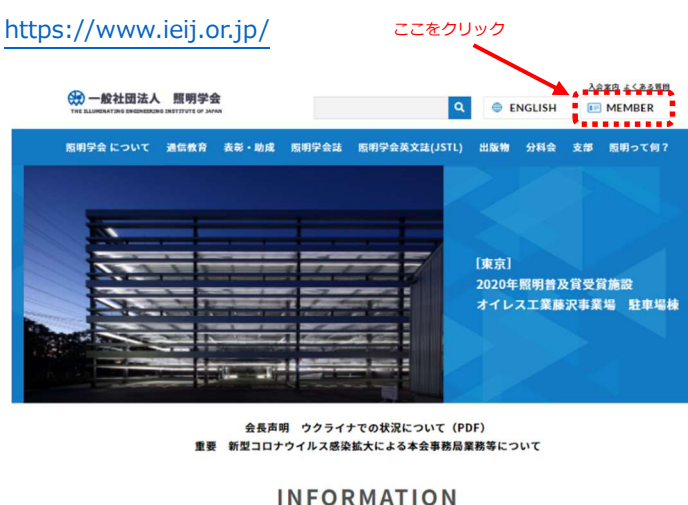 https://www.ieij.or.jp/
ここをクリック
入会案内 よくある質問
一般社団法人 照明学会
THE ILLUMINATING ENGINEERING INSTITUTE OF JAPAN
ENGLISH
MEMBER
照明学会 について 通信教育 表彰・助成 照明学会誌 照明学会英文誌(JSTL) 出版物 分科会 支部 照明って何？
[東京]
2020年照明普及賞受賞施設
オイレス工業藤沢事業場 駐車場棟
会長声明 ウクライナでの状況について（PDF）
重要 新型コロナウイルス感染拡大による本会事務局業務等について
INFORMATION